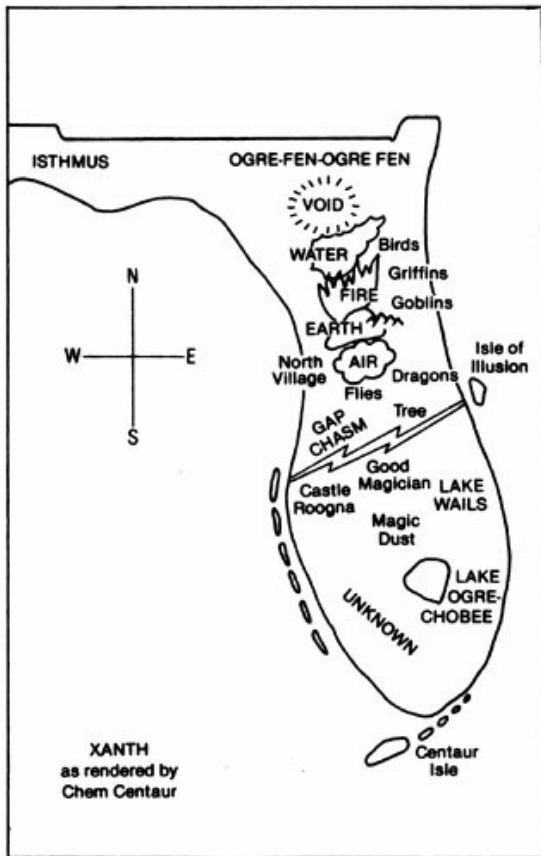 ISTHMUS
OGRE-FEN-OGRE FEN
VOID
WATER
Birds
Griffins
FIRE
Goblins
EARTH
N
W
E
S
North
Village
AIR
Dragons
Flies
Isle of
Illusion
Tree
GAP
CHASM
Good
Magician
Castle
Roogna
LAKE
WAILS
Magic
Dust
LAKE
OGRE-
CHOBEE
UNKNOWN
XANTH
as rendered by
Chem Centaur
Centaur
Isle